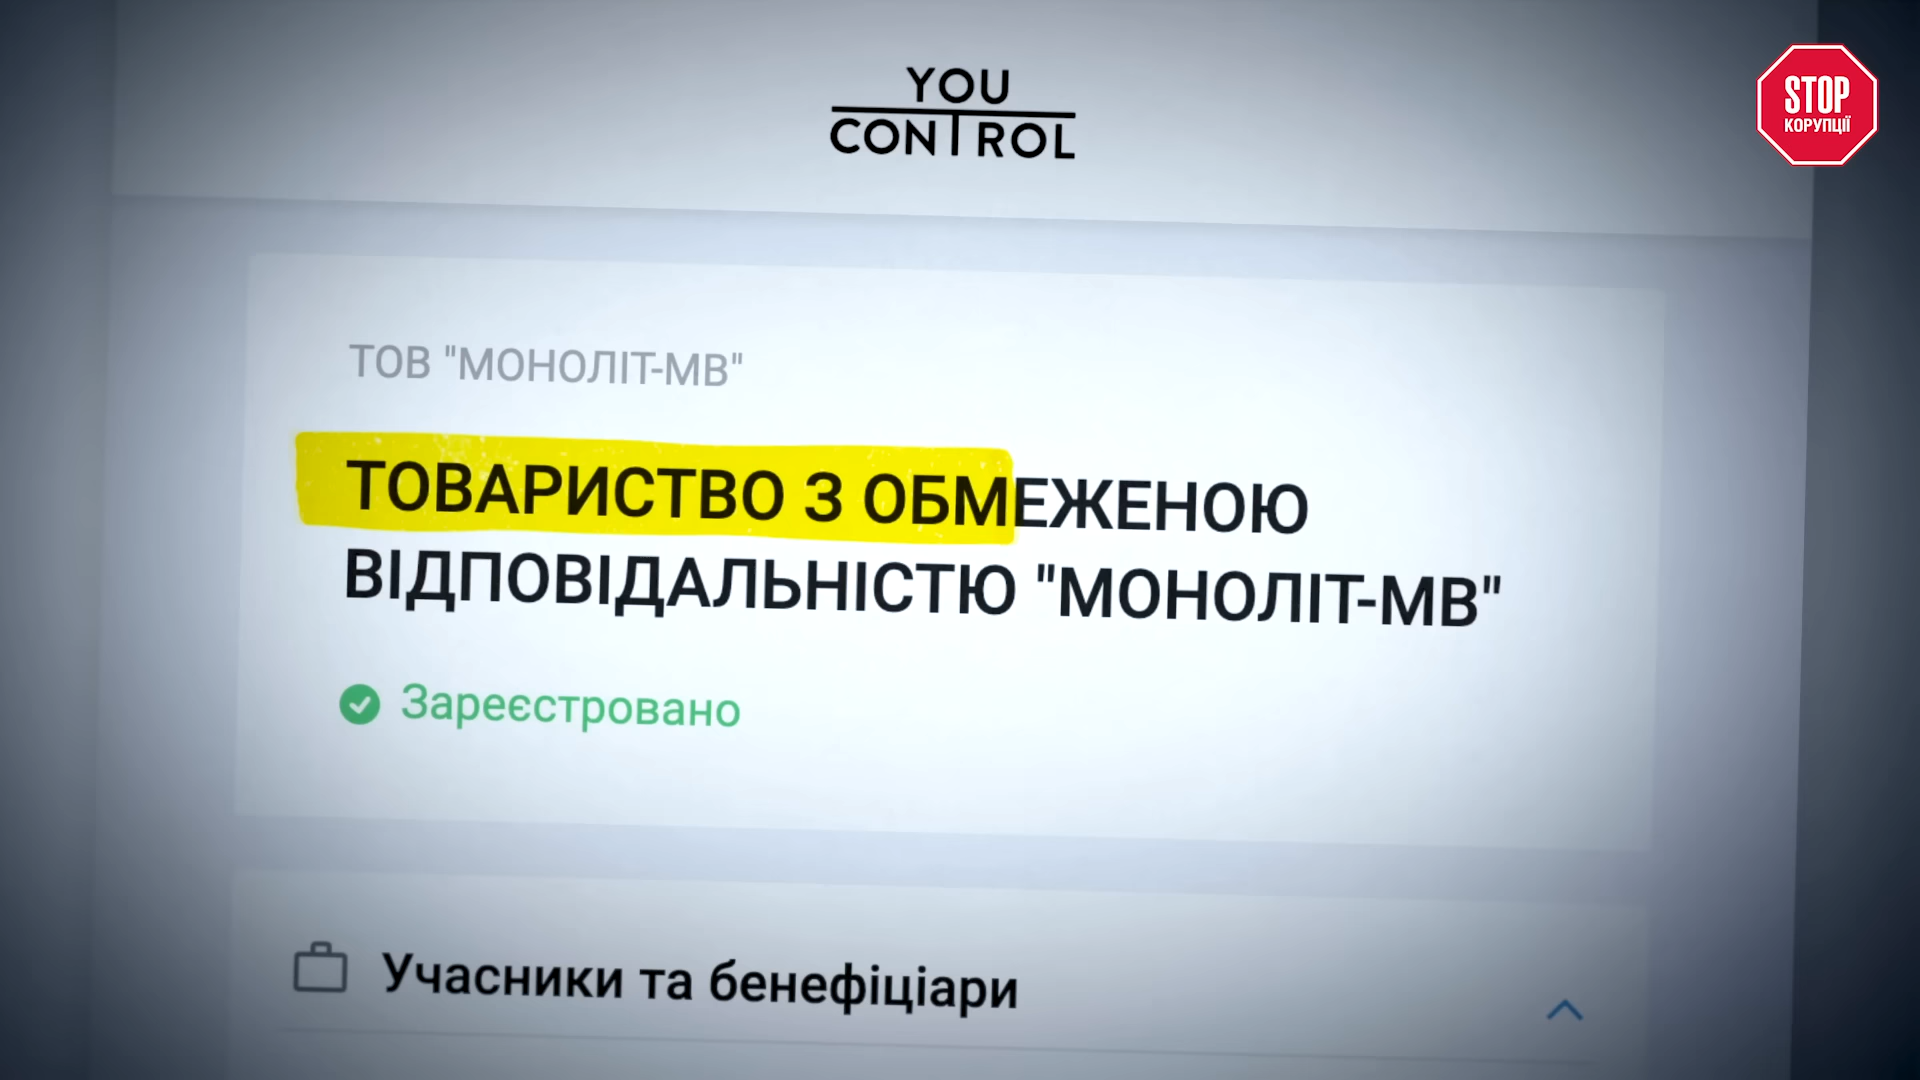 YOU
CONTROL
STOP
КОРУПЦІЇ
ТОВ "МОНОЛІТ-МВ"
ТОВАРИСТВО З ОБМЕЖЕНОЮ
ВІДПОВІДАЛЬНІСТЮ "МОНОЛІТ-МВ"
Зареєстровано
Учасники та бенефіціари